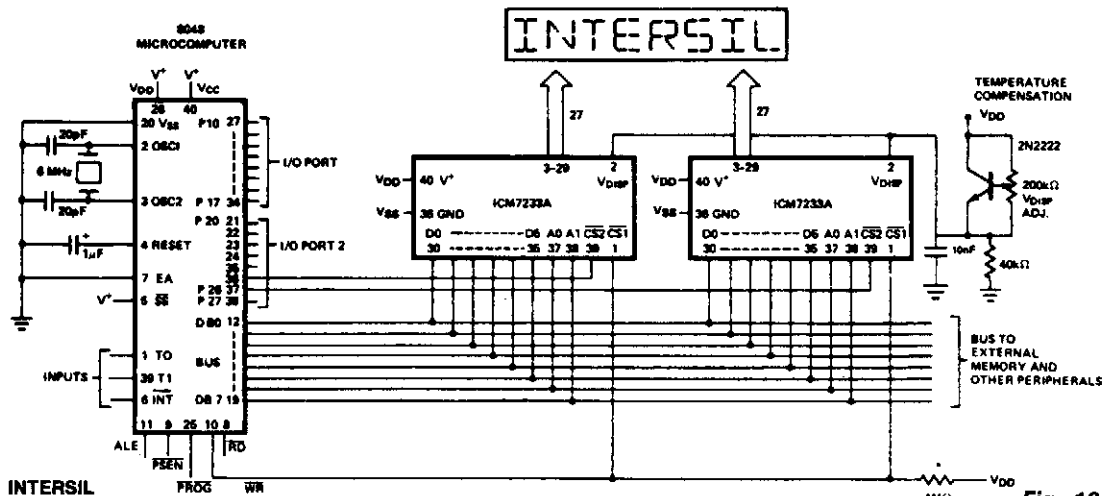 INTERSIL
8048
MICROCOMPUTER
VDD
V+
V+
VCC
26
40
20 VSS
P10
27
2 OSC1
20pF
6 MHz
3 OSC2
20pF
P 17
34
I/O PORT
P 20
21
22
23
24
35
36
I/O PORT 2
4 RESET
+
1µF
7 EA
V+
6 SS
P 26
37
P 27
38
DB0
12
BUS
DB 7
19
INPUTS
1 TO
39 T1
6 INT
11
9
25
10
8
ALE
PSEN
PROG
WR
RD
27
27
3-29
2
VDISP
VDD
40 V+
VSS
36 GND
ICM7233A
D0
D5 A0 A1 CS2 CS1
30
35 37 38 39
1
3-29
2
VDISP
VDD
40 V+
VSS
36 GND
ICM7233A
D0
D5 A0 A1 CS2 CS1
30
35 37 38 39
1
TEMPERATURE
COMPENSATION
VDD
2N2222
200kΩ
VDISP
ADJ.
10nF
40kΩ
BUS TO
EXTERNAL
MEMORY AND
OTHER PERIPHERALS
VDD
INTERSIL